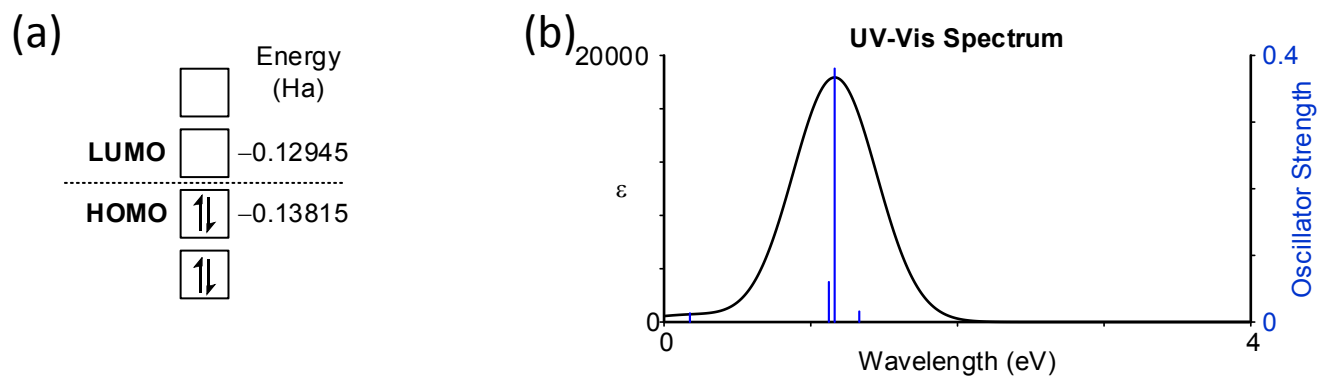 (a)
Energy
(Ha)
LUMO −0.12945
HOMO −0.13815
(b)
UV-Vis Spectrum
20000
0.4
ε
Oscillator Strength
0
0
0
4
Wavelength (eV)